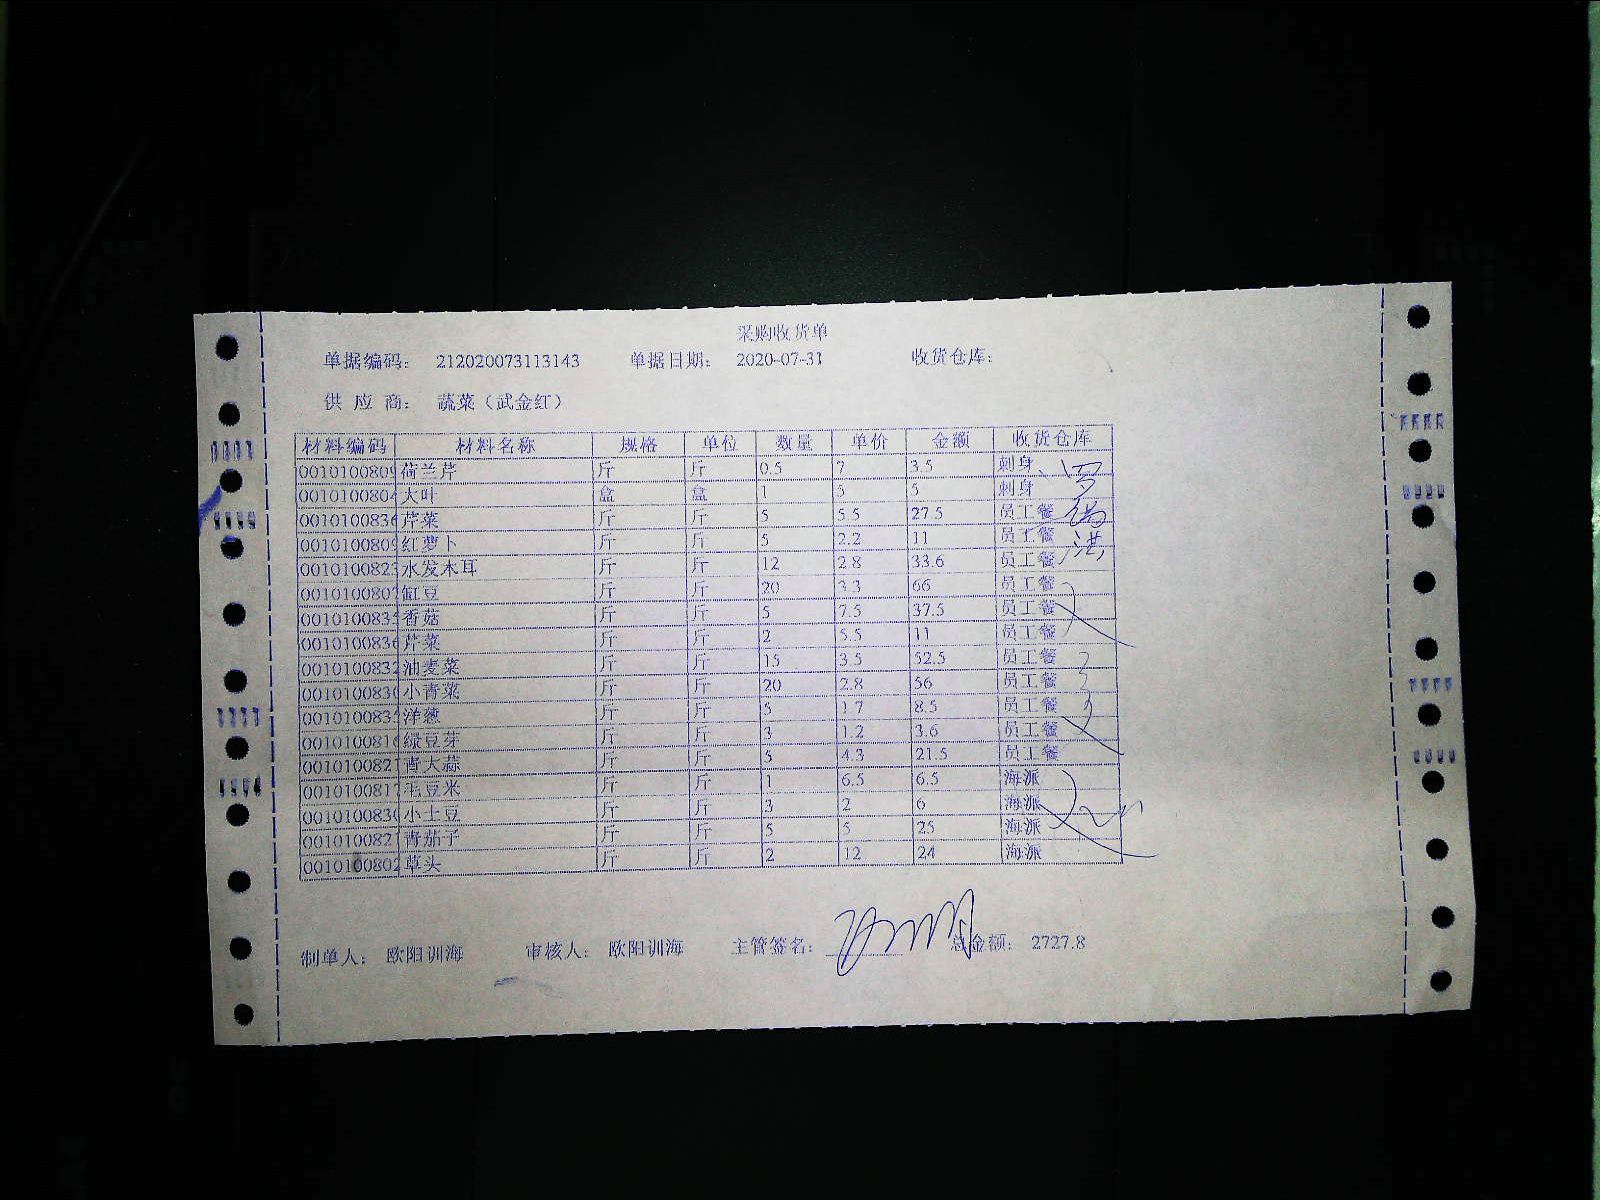 采购收货单
单据编码: 212020073113143 单据日期: 2020-07-31 收货仓库:
供应商: 蔬菜（武金红）
材料编码 材料名称 规格 单位 数量 单价 金额 收货仓库
0010100809 荷兰芹 斤 斤 0.5 7 3.5 刺身
0010100804 大叶 盒 盒 1 5 5 刺身
0010100836 芹菜 斤 斤 5 5.5 27.5 员工餐
0010100809 红萝卜 斤 斤 5 2.2 11 员工餐
0010100823 水发木耳 斤 斤 12 2.8 33.6 员工餐
0010100807 缸豆 斤 斤 20 3.3 66 员工餐
0010100835 香菇 斤 斤 5 7.5 37.5 员工餐
0010100836 芹菜 斤 斤 2 5.5 11 员工餐
0010100832 油麦菜 斤 斤 15 3.5 52.5 员工餐
0010100830 小青菜 斤 斤 20 2.8 56 员工餐
0010100835 洋葱 斤 斤 5 1.7 8.5 员工餐
0010100816 绿豆芽 斤 斤 3 1.2 3.6 员工餐
0010100821 青大蒜 斤 斤 5 4.3 21.5 员工餐
0010100817 毛豆米 斤 斤 1 6.5 6.5 海派
0010100830 小土豆 斤 斤 3 2 6 海派
0010100821 青茄子 斤 斤 5 5 25 海派
0010100802 草头 斤 斤 2 12 24 海派
制单人: 欧阳训海 审核人: 欧阳训海 主管签名: 总金额: 2727.8